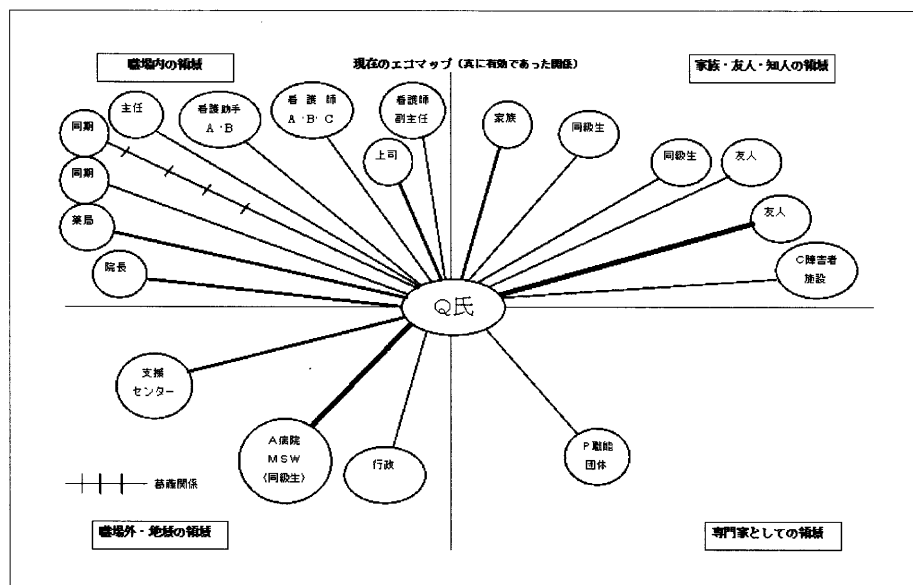 職場内の領域
現在のエコマップ（真に有効であった関係）
家族・友人・知人の領域
同期
主任
看護助手
A・B
看護師
A・B・C
看護師
副主任
上司
家族
同級生
同級生
友人
同期
薬局
友人
院長
C障害者
施設
Q氏
支援
センター
A病院
MSW
（同級生）
行政
P職能
団体
葛藤関係
職場外・地域の領域
専門家としての領域